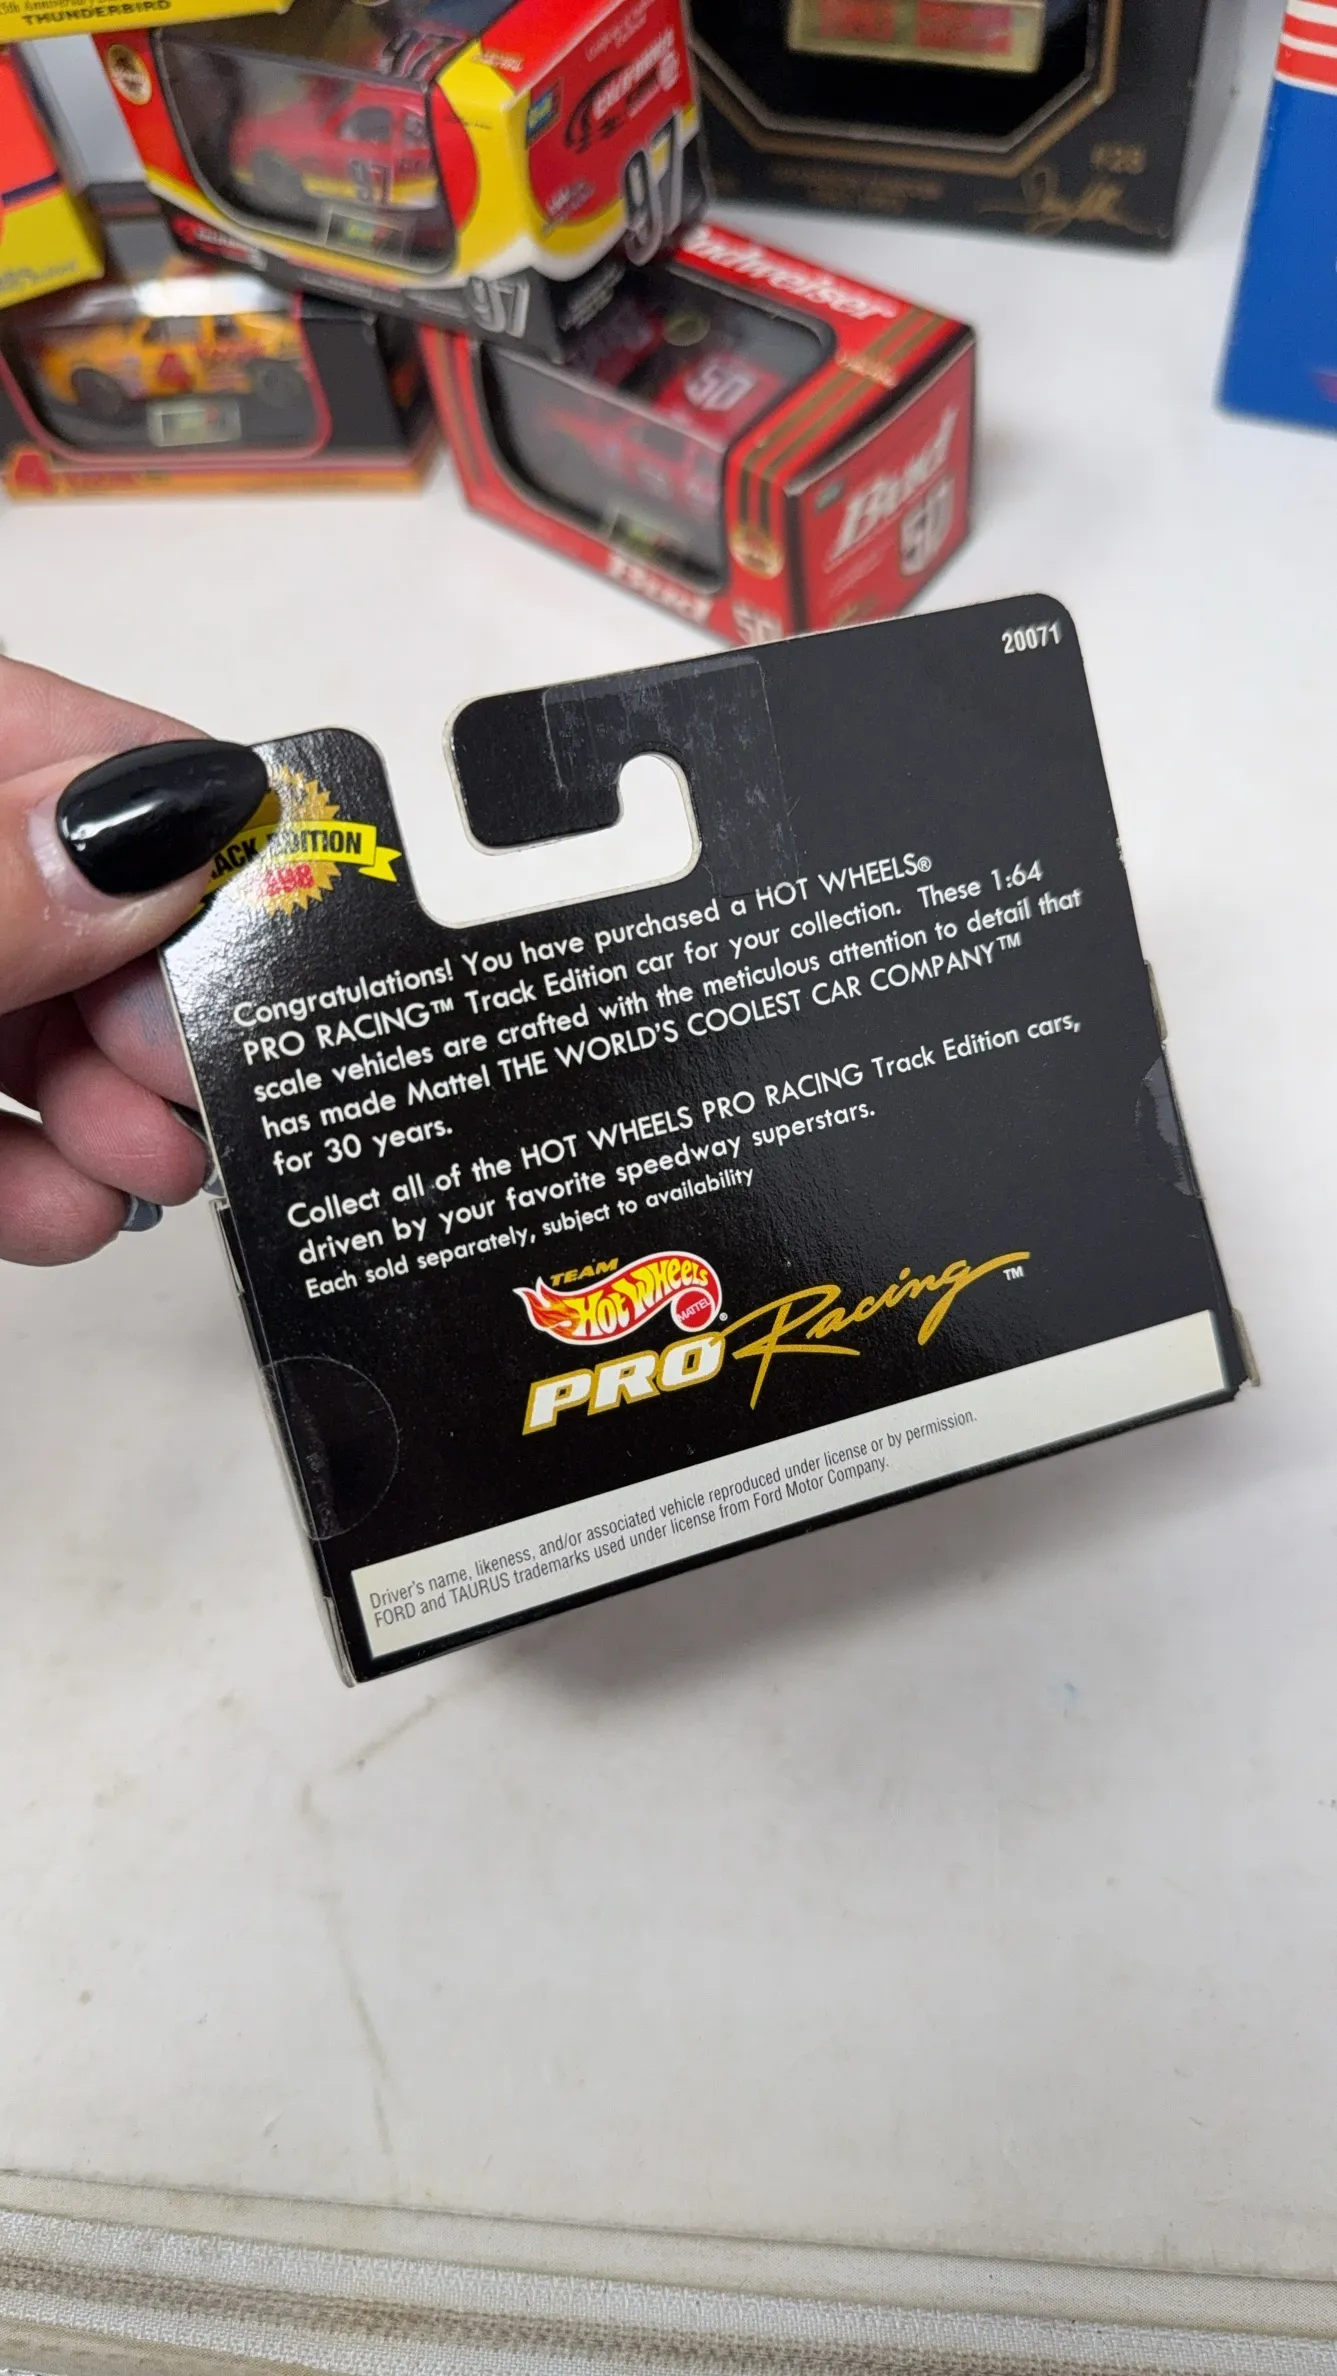 THUNDERBIRD
97
97
97
97
4
4
Budweiser
50
Bud
50
Bud
#28
20071
EDITION
Congratulations! You have purchased a HOT WHEELS®
PRO RACING™ Track Edition car for your collection. These 1:64
scale vehicles are crafted with the meticulous attention to detail that
has made Mattel THE WORLD'S COOLEST CAR COMPANY™
for 30 years.
Collect all of the HOT WHEELS PRO RACING Track Edition cars,
driven by your favorite speedway superstars.
Each sold separately, subject to availability
TEAM
Hot Wheels
MATTEL ®
PRO Racing ™
Driver's name, likeness, and/or associated vehicle reproduced under license or by permission.
FORD and TAURUS trademarks used under license from Ford Motor Company.